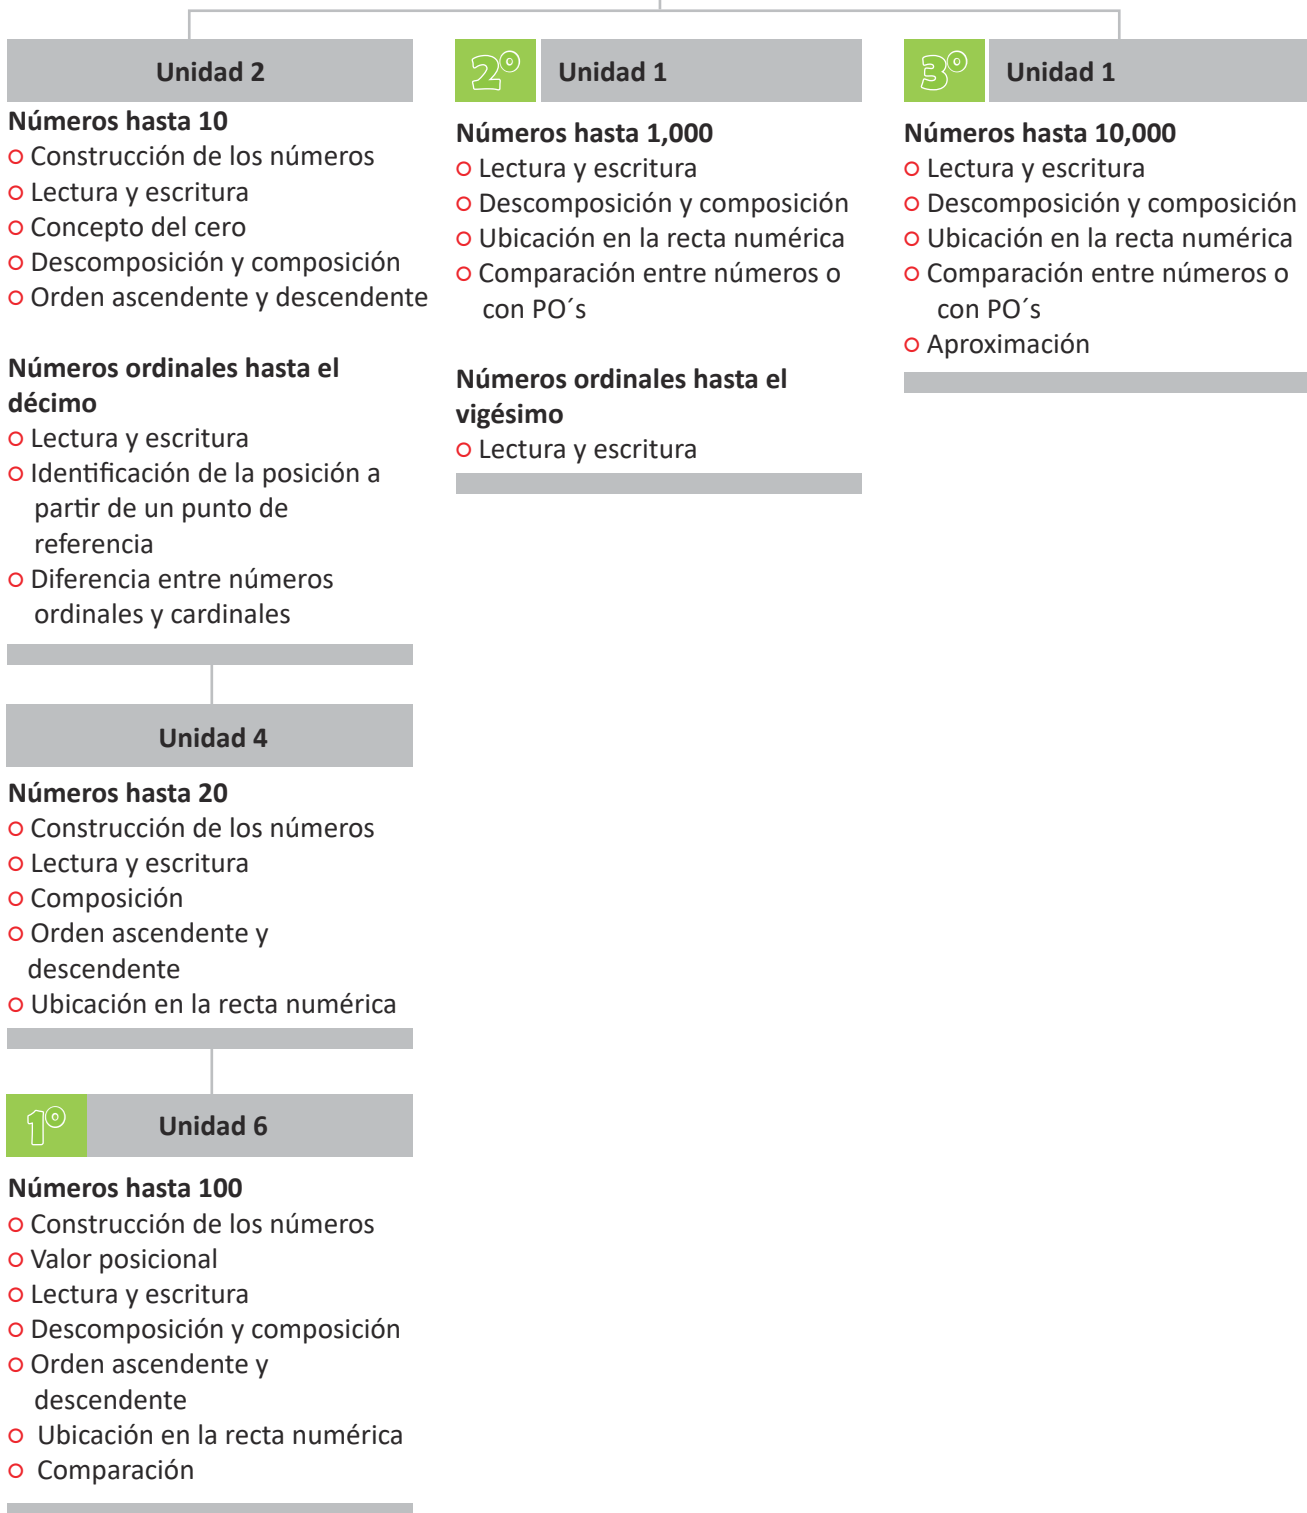 Unidad 2
Números hasta 10
Construcción de los números
Lectura y escritura
Concepto del cero
Descomposición y composición
Orden ascendente y descendente
Números ordinales hasta el
décimo
Lectura y escritura
Identificación de la posición a
partir de un punto de
referencia
Diferencia entre números
ordinales y cardinales
Unidad 4
Números hasta 20
Construcción de los números
Lectura y escritura
Composición
Orden ascendente y
descendente
Ubicación en la recta numérica
1º Unidad 6
Números hasta 100
Construcción de los números
Valor posicional
Lectura y escritura
Descomposición y composición
Orden ascendente y
descendente
Ubicación en la recta numérica
Comparación
2º Unidad 1
Números hasta 1,000
Lectura y escritura
Descomposición y composición
Ubicación en la recta numérica
Comparación entre números o
con PO´s
Números ordinales hasta el
vigésimo
Lectura y escritura
3º Unidad 1
Números hasta 10,000
Lectura y escritura
Descomposición y composición
Ubicación en la recta numérica
Comparación entre números o
con PO´s
Aproximación